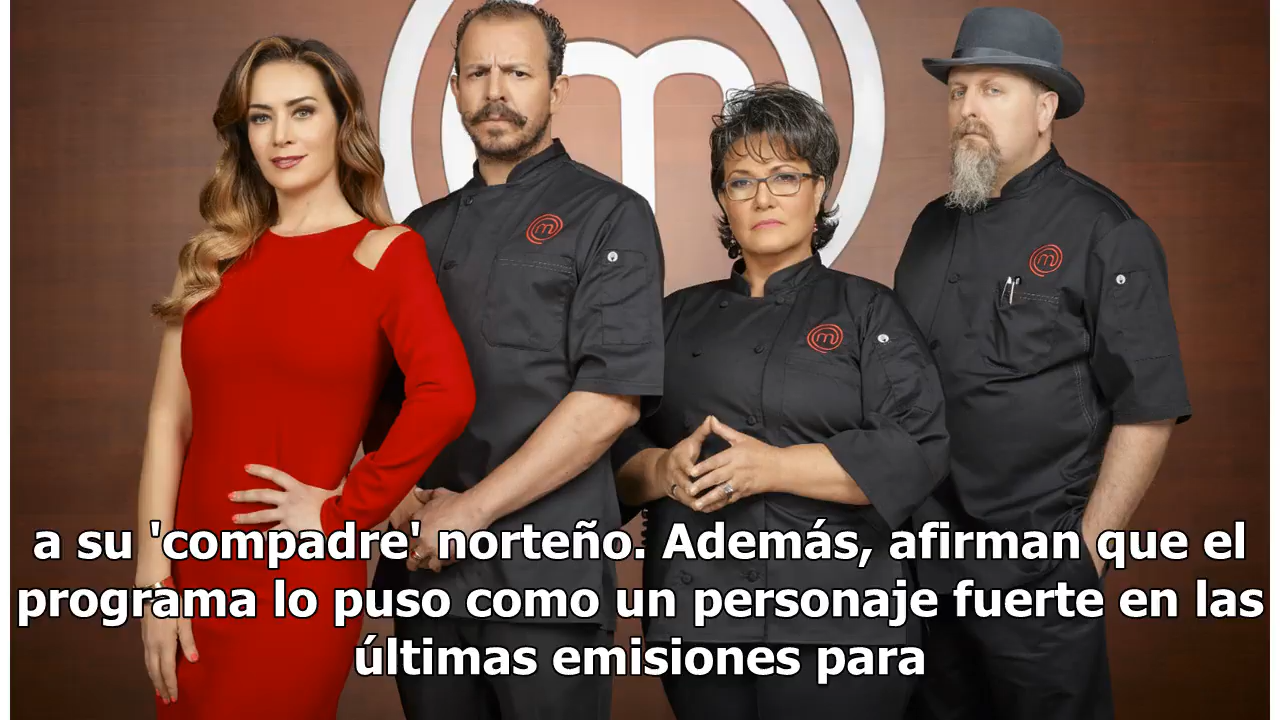 m
m
m
m
a su 'compadre' norteño. Además, afirman que el
programa lo puso como un personaje fuerte en las
últimas emisiones para